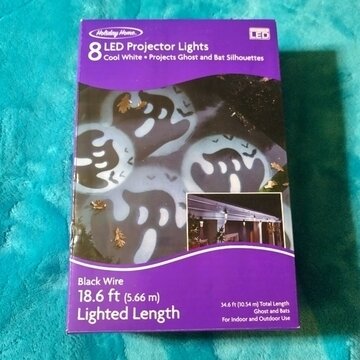 Holiday Home
LED
8 LED Projector Lights
Cool White • Projects Ghost and Bat Silhouettes
Black Wire
18.6 ft (5.66 m)
Lighted Length
34.6 ft (10.54 m) Total Length
Ghost and Bats
For Indoor and Outdoor Use